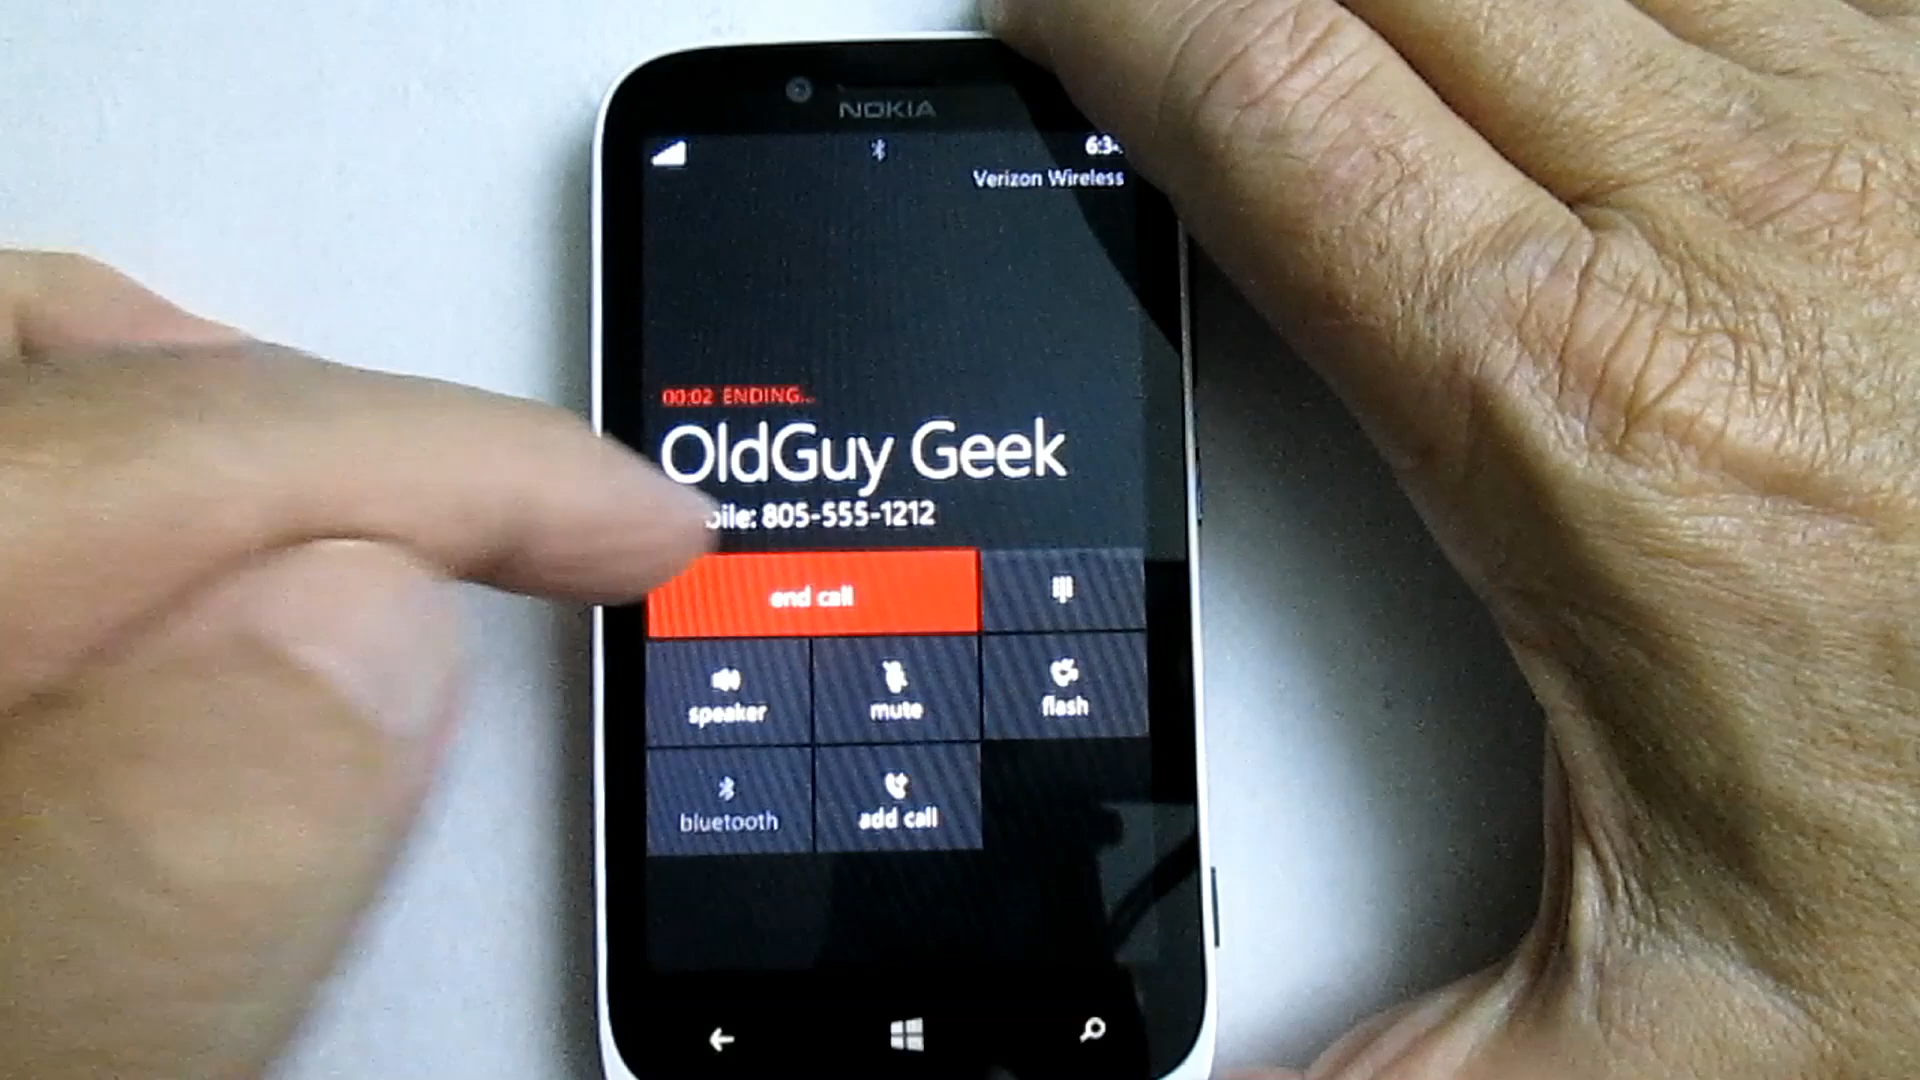 NOKIA
Verizon Wireless
00:02 ENDING...
OldGuy Geek
805-555-1212
end call
speaker
mute
flash
bluetooth
add call